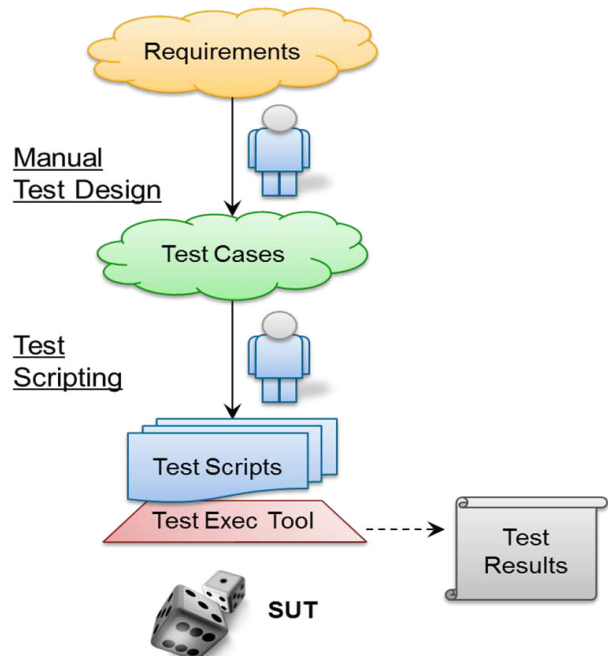 Requirements
Manual
Test Design
Test Cases
Test
Scripting
Test Scripts
Test Exec Tool
Test
Results
SUT